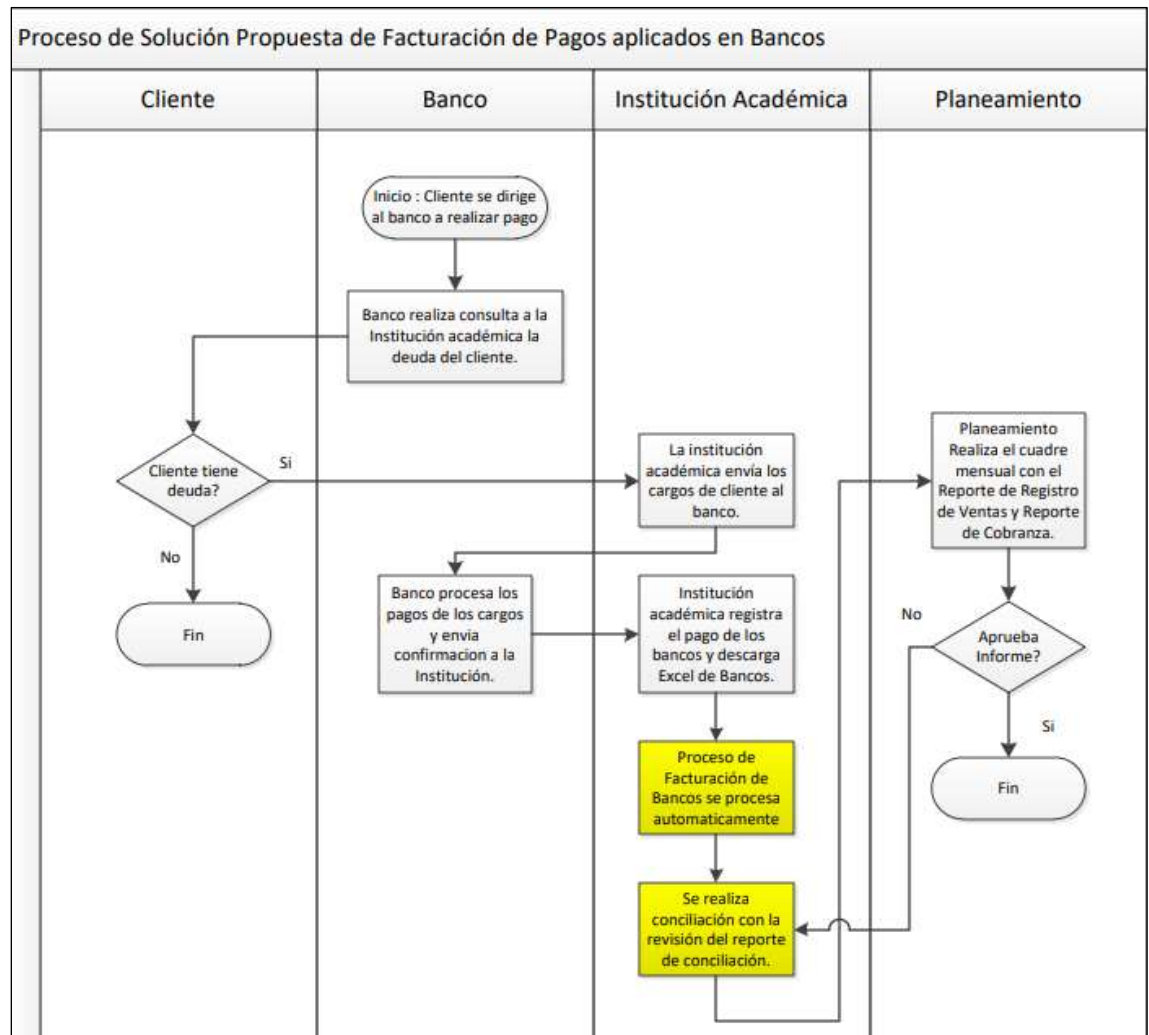 Proceso de Solución Propuesta de Facturación de Pagos aplicados en Bancos
Cliente
Banco
Institución Académica
Planeamiento
Inicio : Cliente se dirige
al banco a realizar pago
Banco realiza consulta a la
Institución académica la
deuda del cliente.
Cliente tiene
deuda?
Si
No
Fin
La institución
académica envía los
cargos de cliente al
banco.
Banco procesa los
pagos de los cargos
y envia
confirmacion a la
Institución.
Institución
académica registra
el pago de los
bancos y descarga
Excel de Bancos.
Proceso de
Facturación de
Bancos se procesa
automaticamente
Se realiza
conciliación con la
revisión del reporte
de conciliación.
Planeamiento
Realiza el cuadre
mensual con el
Reporte de Registro
de Ventas y Reporte
de Cobranza.
No
Aprueba
Informe?
Si
Fin